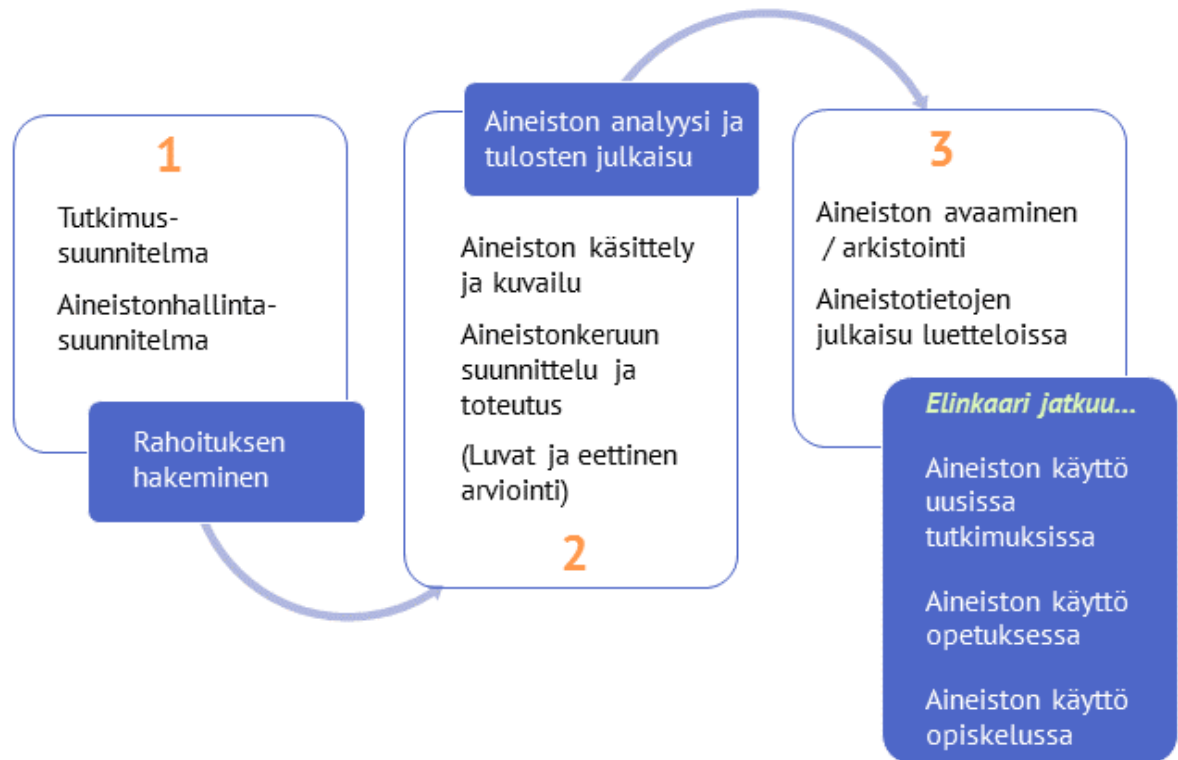 1
Tutkimus-
suunnitelma
Aineistonhallinta-
suunnitelma
Rahoituksen
hakeminen
Aineiston analyysi ja
tulosten julkaisu
Aineiston käsittely
ja kuvailu
Aineistonkeruun
suunnittelu ja
toteutus
(Luvat ja eettinen
arviointi)
2
3
Aineiston avaaminen
/ arkistointi
Aineistotietojen
julkaisu luetteloissa
Elinkaari jatkuu...
Aineiston käyttö
uusissa
tutkimuksissa
Aineiston käyttö
opetuksessa
Aineiston käyttö
opiskelussa